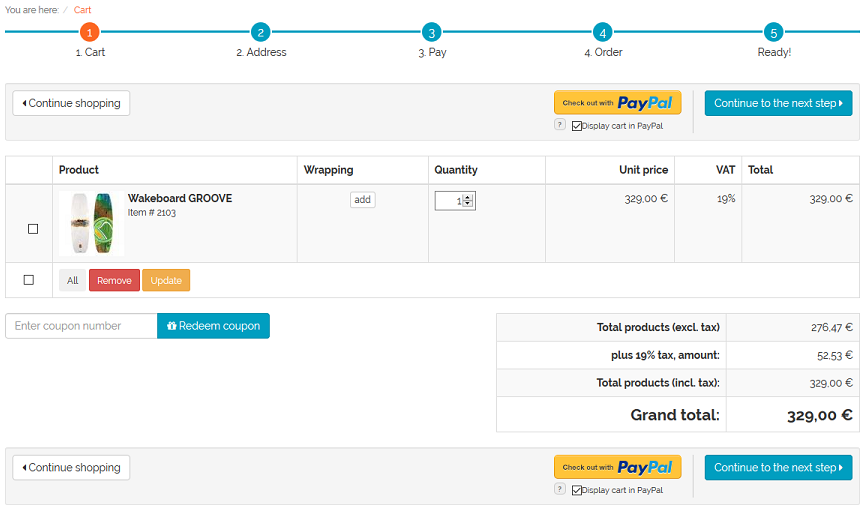 You are here: / Cart
1 2 3 4 5
1. Cart 2. Address 3. Pay 4. Order Ready!
Continue shopping Check out with PayPal Continue to the next step
? Display cart in PayPal
Product Wrapping Quantity Unit price VAT Total
Wakeboard GROOVE add 1 329,00 € 19% 329,00 €
Item # 2103
All Remove Update
Enter coupon number Redeem coupon
Total products (excl. tax) 276,47 €
plus 19% tax, amount: 52,53 €
Total products (incl. tax): 329,00 €
Grand total: 329,00 €
Continue shopping Check out with PayPal Continue to the next step
? Display cart in PayPal